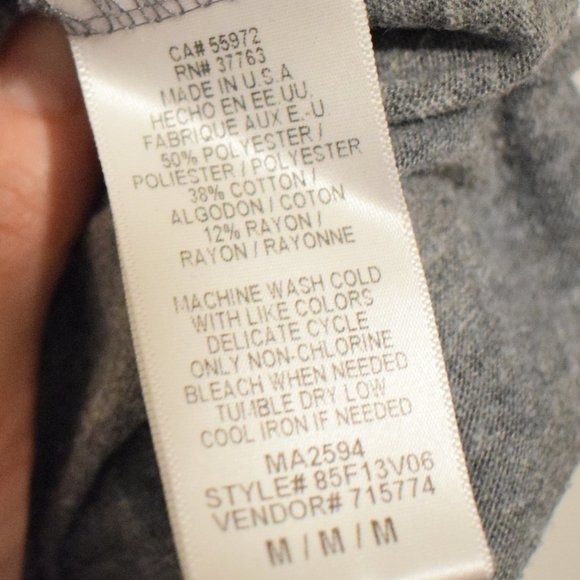 CA# 55972
RN# 37763
MADE IN U.S.A
HECHO EN EE.UU.
FABRIQUE AUX E.-U
50% POLYESTER /
POLIESTER / POLYESTER
38% COTTON /
ALGODON / COTON
12% RAYON /
RAYON / RAYONNE
MACHINE WASH COLD
WITH LIKE COLORS
DELICATE CYCLE
ONLY NON-CHLORINE
BLEACH WHEN NEEDED
TUMBLE DRY LOW
COOL IRON IF NEEDED
MA2594
STYLE# 85F13V06
VENDOR# 715774
M / M / M